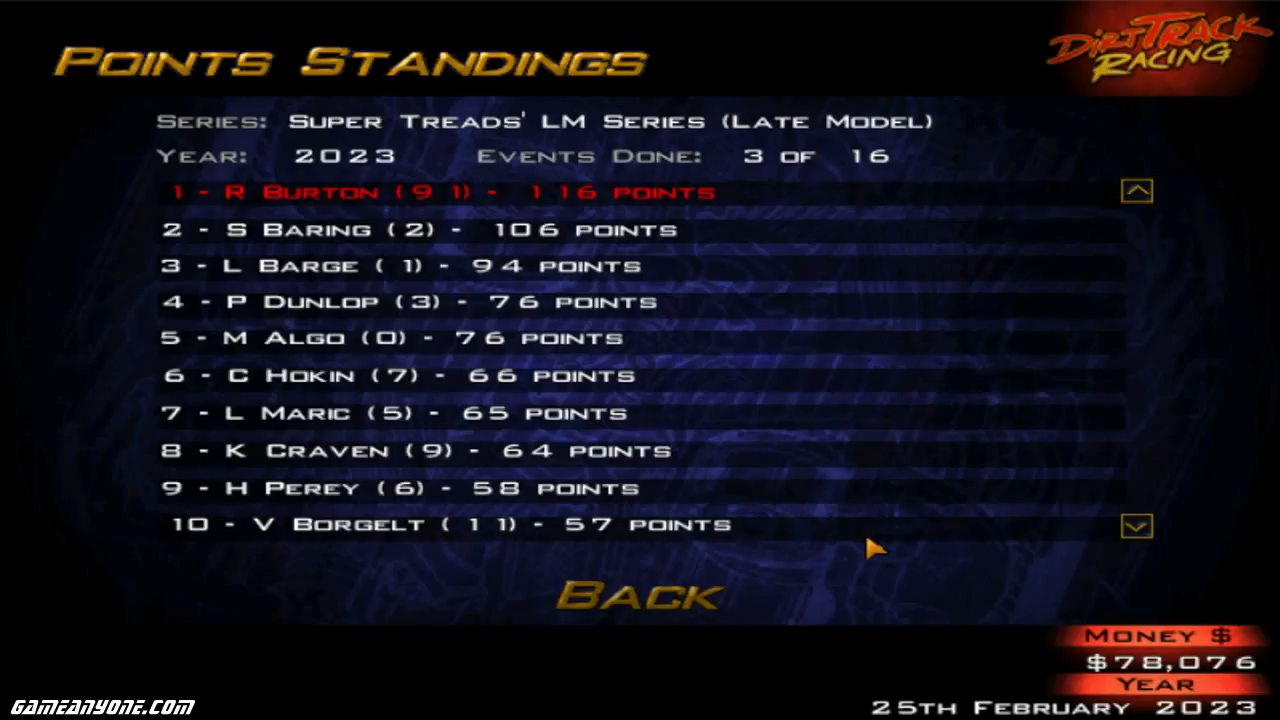 Points Standings
DirtTrack
Racing
Series: Super Treads' LM Series (Late Model)
Year: 2023 Events Done: 3 of 16
1 - R Burton (91) - 116 points
2 - S Baring (2) - 106 points
3 - L Barge (1) - 94 points
4 - P Dunlop (3) - 76 points
5 - M Algo (0) - 76 points
6 - C Hokin (7) - 66 points
7 - L Maric (5) - 65 points
8 - K Craven (9) - 64 points
9 - H Perey (6) - 58 points
10 - V Borgelt (11) - 57 points
Back
Money $
$78,076
Year
25th February 2023
GameAnyone.com